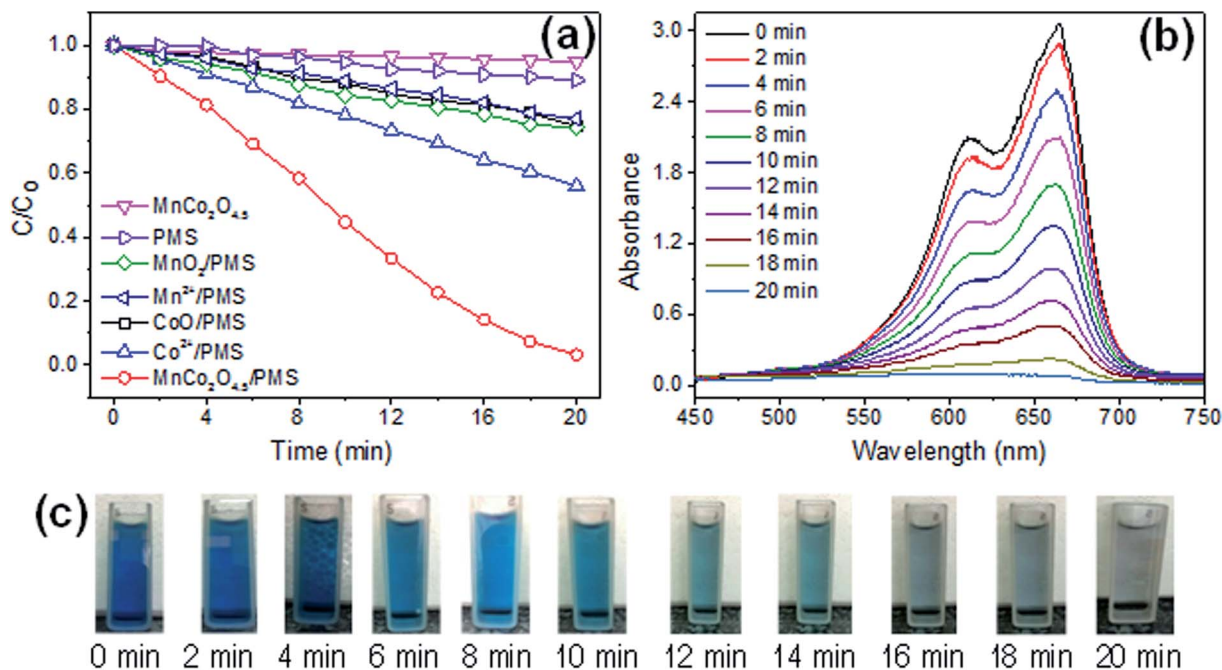 (a)
C/C₀
1.0
0.8
0.6
0.4
0.2
0.0
MnCo₂O₄.₅
PMS
MnO₂/PMS
Mn²⁺/PMS
CoO/PMS
Co²⁺/PMS
MnCo₂O₄.₅/PMS
0 4 8 12 16 20
Time (min)
(b)
Absorbance
3.0
2.4
1.8
1.2
0.6
0.0
0 min
2 min
4 min
6 min
8 min
10 min
12 min
14 min
16 min
18 min
20 min
450 500 550 600 650 700 750
Wavelength (nm)
(c)
0 min 2 min 4 min 6 min 8 min 10 min 12 min 14 min 16 min 18 min 20 min